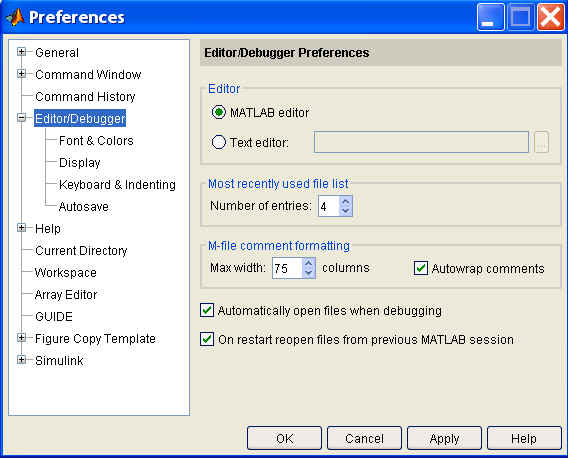 Preferences
General
Command Window
Command History
Editor/Debugger
Font & Colors
Display
Keyboard & Indenting
Autosave
Help
Current Directory
Workspace
Array Editor
GUIDE
Figure Copy Template
Simulink
Editor/Debugger Preferences
Editor
MATLAB editor
Text editor:
...
Most recently used file list
Number of entries: 4
M-file comment formatting
Max width: 75 columns Autowrap comments
Automatically open files when debugging
On restart reopen files from previous MATLAB session
OK Cancel Apply Help